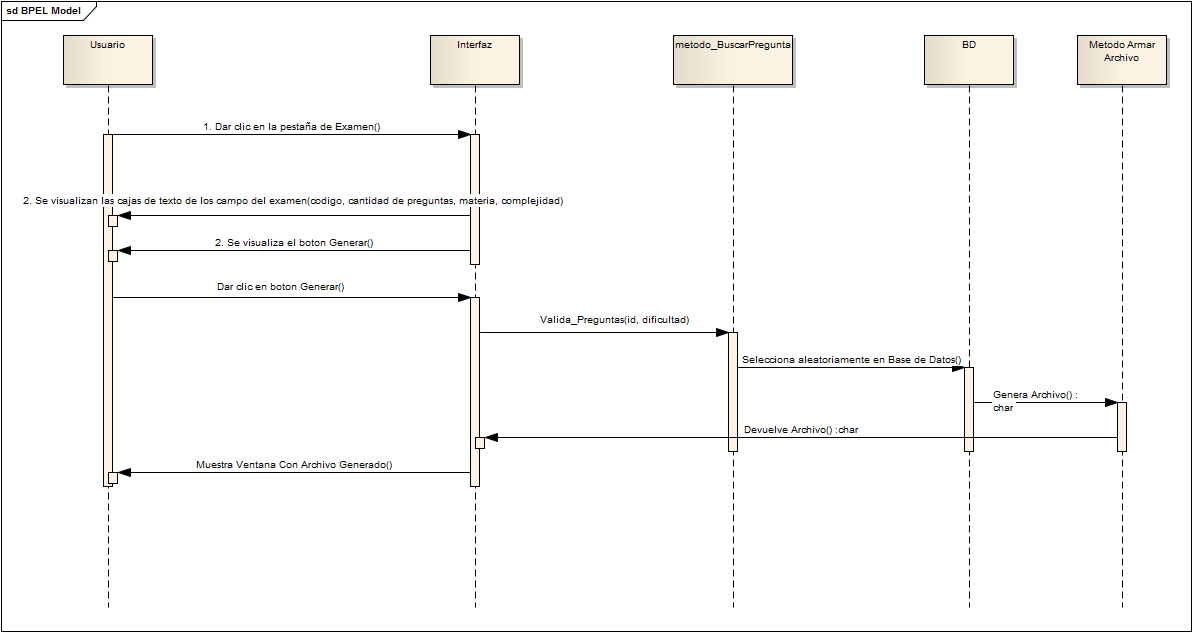 sd BPEL Model
Usuario
Interfaz
metodo_BuscarPregunta
BD
Metodo Armar
Archivo
1. Dar clic en la pestaña de Examen()
2. Se visualizan las cajas de texto de los campo del examen(codigo, cantidad de preguntas, materia, complejidad)
2. Se visualiza el boton Generar()
Dar clic en boton Generar()
Valida_Preguntas(id, dificultad)
Selecciona aleatoriamente en Base de Datos()
Genera Archivo() :
char
Devuelve Archivo() :char
Muestra Ventana Con Archivo Generado()